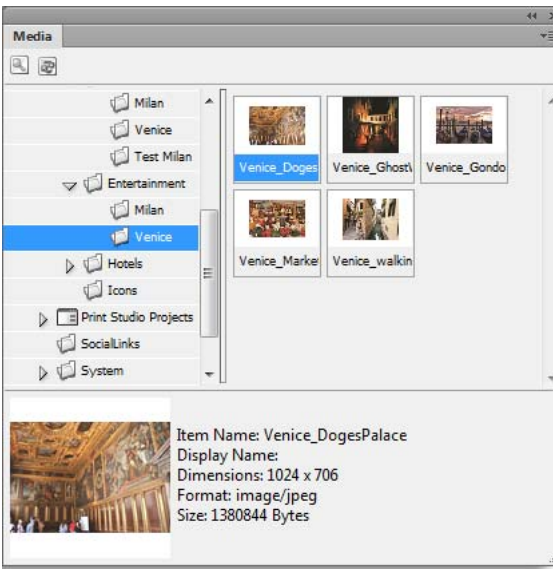 Media
Milan
Venice
Test Milan
Entertainment
Milan
Venice
Hotels
Icons
Print Studio Projects
SocialLinks
System
Venice_Doges
Venice_Ghost\
Venice_Gondo
Venice_Marke
Venice_walkin
Item Name: Venice_DogesPalace
Display Name:
Dimensions: 1024 x 706
Format: image/jpeg
Size: 1380844 Bytes